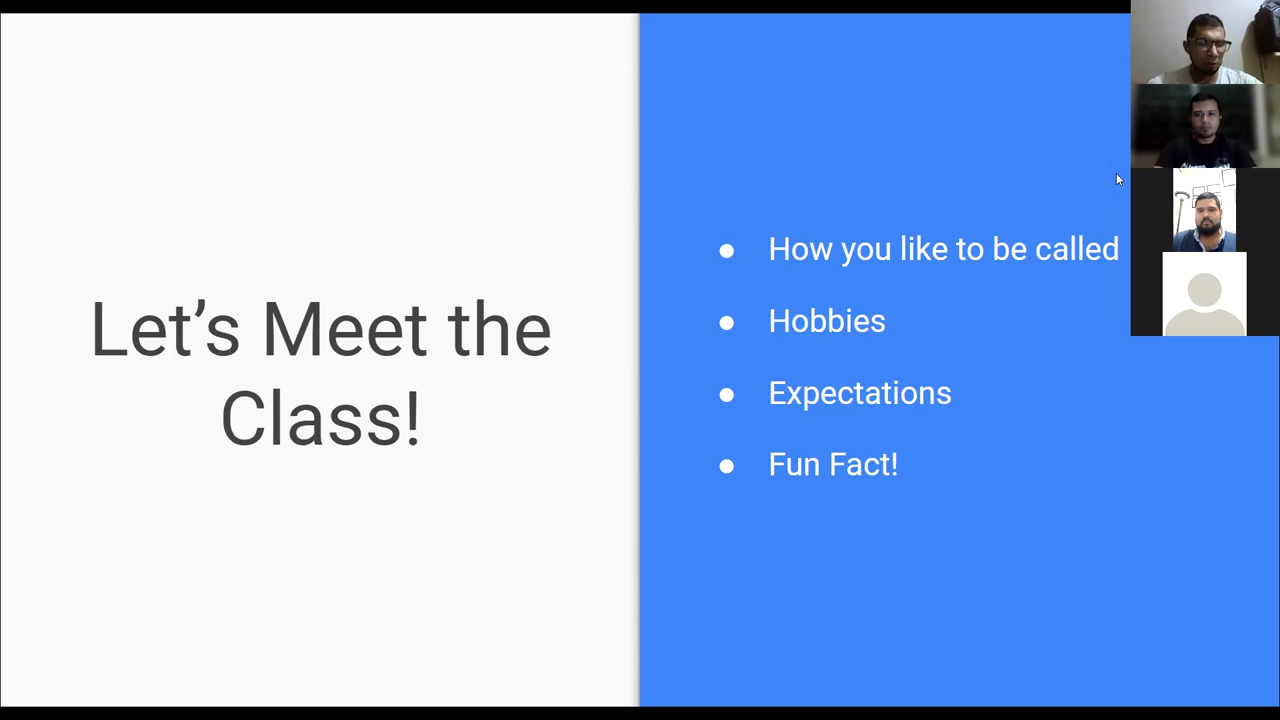 Let’s Meet the
Class!
● How you like to be called
● Hobbies
● Expectations
● Fun Fact!